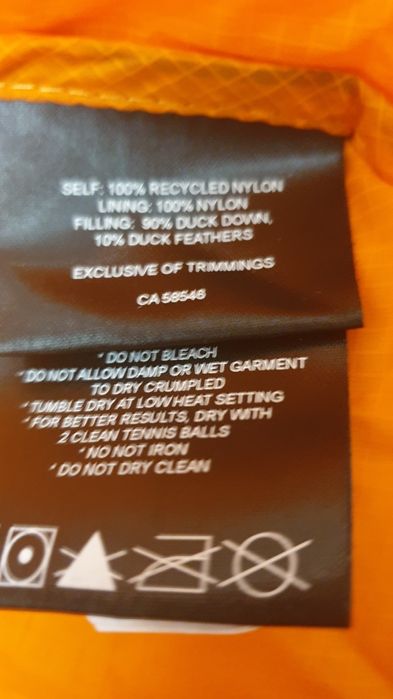 SELF: 100% RECYCLED NYLON
LINING: 100% NYLON
FILLING: 90% DUCK DOWN,
10% DUCK FEATHERS
EXCLUSIVE OF TRIMMINGS
CA 58546
* DO NOT BLEACH
* DO NOT ALLOW DAMP OR WET GARMENT
TO DRY CRUMPLED
* TUMBLE DRY AT LOW HEAT SETTING
* FOR BETTER RESULTS, DRY WITH
2 CLEAN TENNIS BALLS
* NO NOT IRON
* DO NOT DRY CLEAN